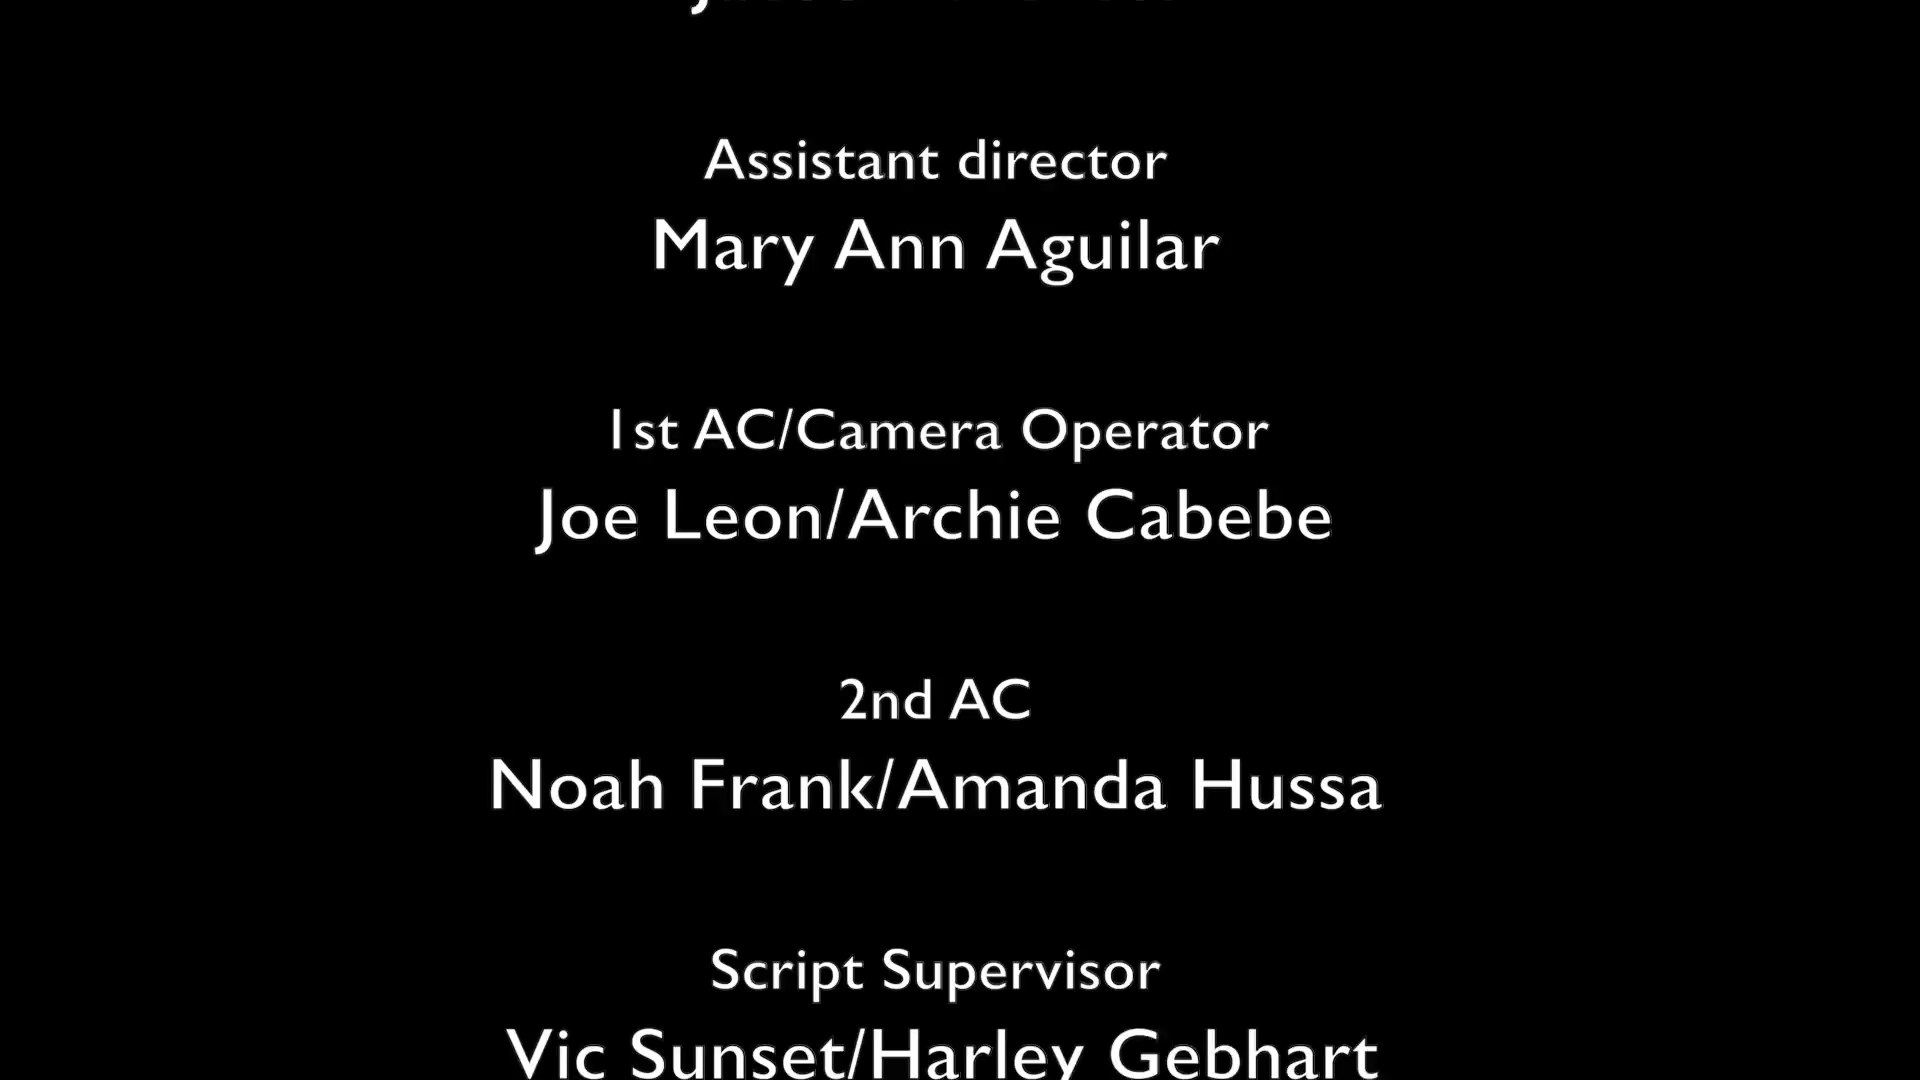 Assistant director
Mary Ann Aguilar
1st AC/Camera Operator
Joe Leon/Archie Cabebe
2nd AC
Noah Frank/Amanda Hussa
Script Supervisor
Vic Sunset/Harley Gebhart